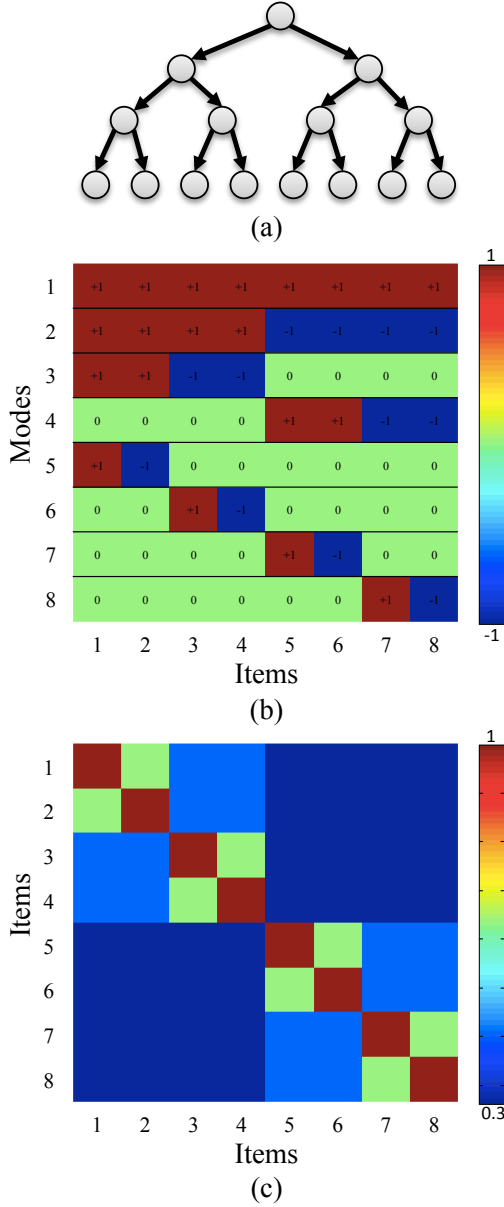 (a)
1 +1 +1 +1 +1 +1 +1 +1 +1 1
2 +1 +1 +1 +1 -1 -1 -1 -1
3 +1 +1 -1 -1 0 0 0 0
4 0 0 0 0 +1 +1 -1 -1
5 +1 -1 0 0 0 0 0 0
6 0 0 +1 -1 0 0 0 0
7 0 0 0 0 +1 -1 0 0
8 0 0 0 0 0 0 +1 -1
-1
Modes
1 2 3 4 5 6 7 8
Items
(b)
1
1
2
3
4
5
6
7
8
0.3
Items
1 2 3 4 5 6 7 8
Items
(c)